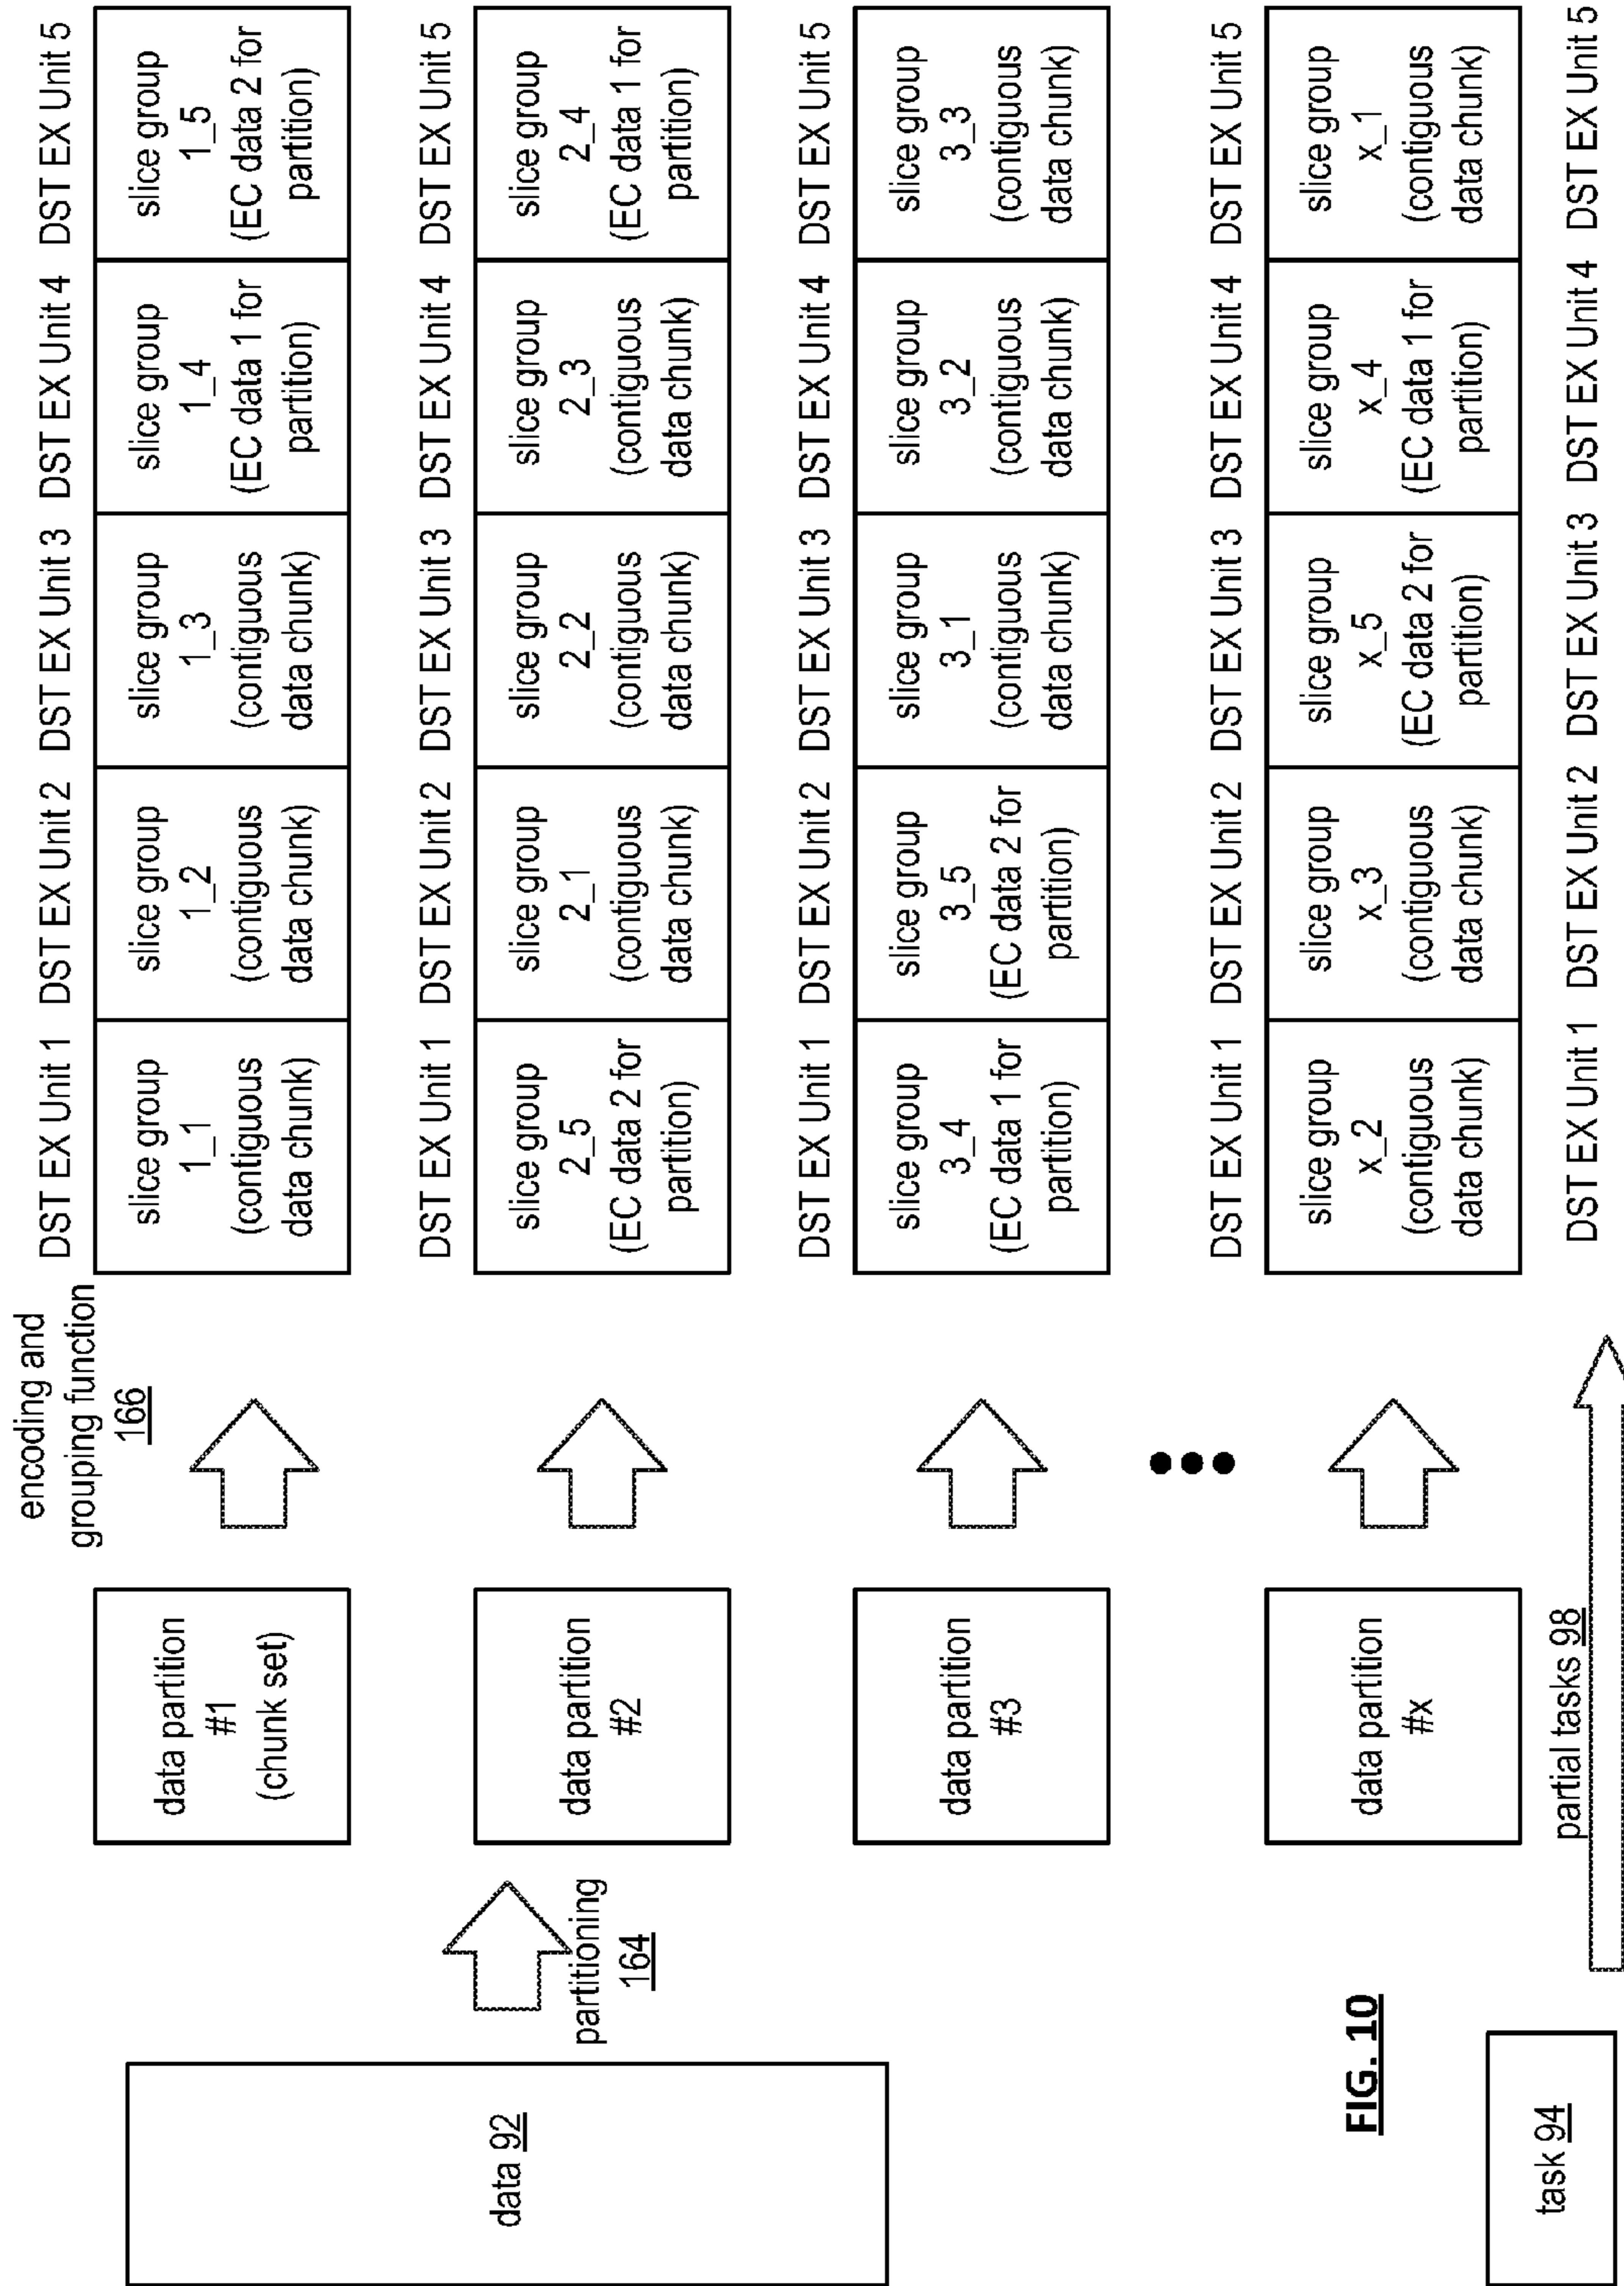 data 92
partitioning
164
data partition
#1
(chunk set)
encoding and
grouping function
166
DST EX Unit 1 DST EX Unit 2 DST EX Unit 3 DST EX Unit 4 DST EX Unit 5
slice group
1_1
(contiguous
data chunk)
slice group
1_2
(contiguous
data chunk)
slice group
1_3
(contiguous
data chunk)
slice group
1_4
(EC data 1 for
partition)
slice group
1_5
(EC data 2 for
partition)
data partition
#2
DST EX Unit 1 DST EX Unit 2 DST EX Unit 3 DST EX Unit 4 DST EX Unit 5
slice group
2_5
(EC data 2 for
partition)
slice group
2_1
(contiguous
data chunk)
slice group
2_2
(contiguous
data chunk)
slice group
2_3
(contiguous
data chunk)
slice group
2_4
(EC data 1 for
partition)
data partition
#3
DST EX Unit 1 DST EX Unit 2 DST EX Unit 3 DST EX Unit 4 DST EX Unit 5
slice group
3_4
(EC data 1 for
partition)
slice group
3_5
(EC data 2 for
partition)
slice group
3_1
(contiguous
data chunk)
slice group
3_2
(contiguous
data chunk)
slice group
3_3
(contiguous
data chunk)
data partition
#x
DST EX Unit 1 DST EX Unit 2 DST EX Unit 3 DST EX Unit 4 DST EX Unit 5
slice group
x_2
(contiguous
data chunk)
slice group
x_3
(contiguous
data chunk)
slice group
x_5
(EC data 2 for
partition)
slice group
x_4
(EC data 1 for
partition)
slice group
x_1
(contiguous
data chunk)
FIG. 10
task 94
partial tasks 98
DST EX Unit 1 DST EX Unit 2 DST EX Unit 3 DST EX Unit 4 DST EX Unit 5